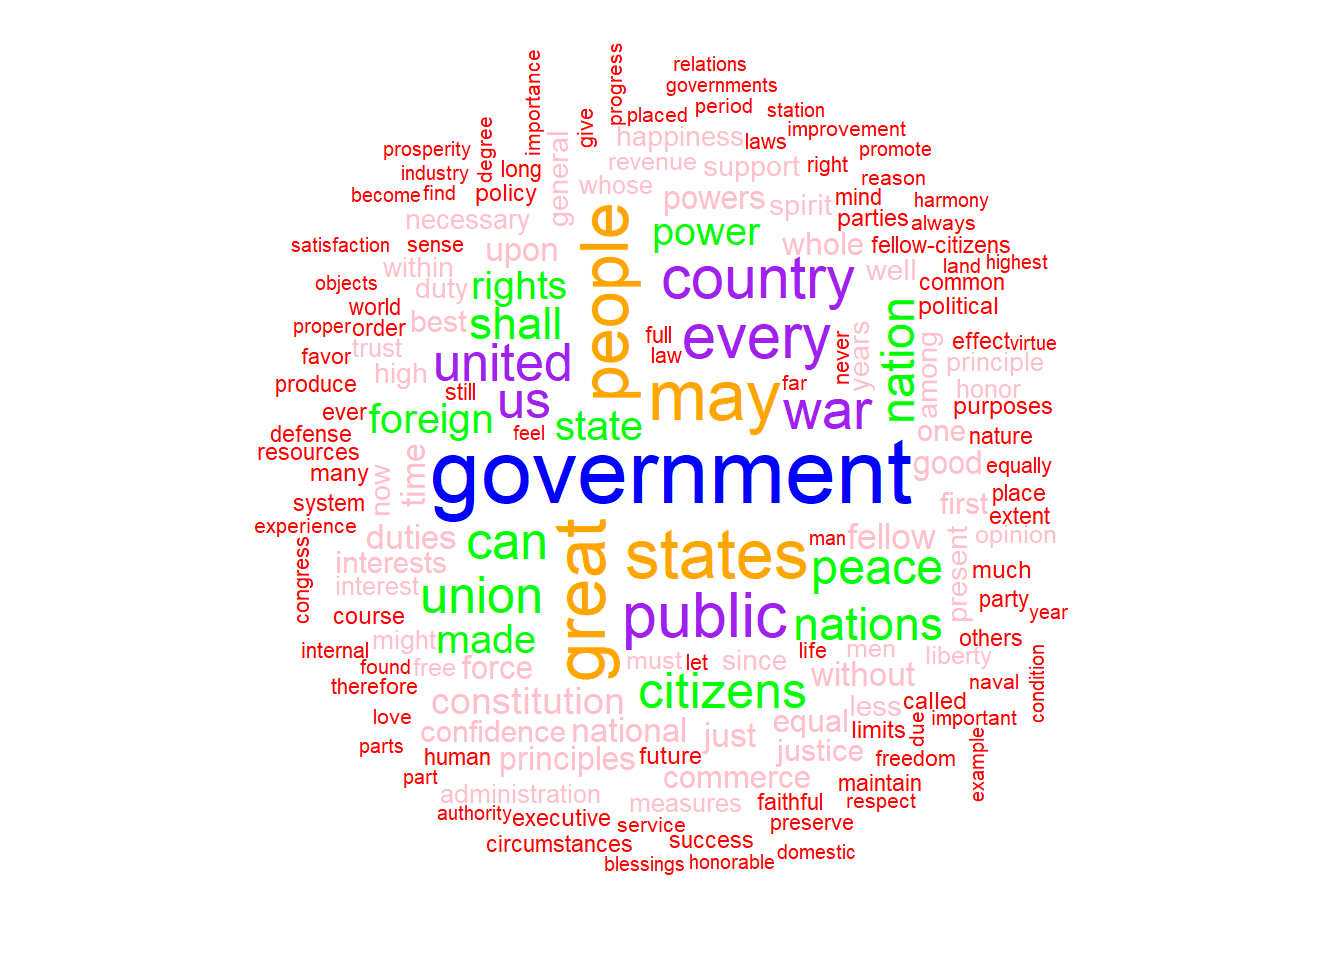 progress
importance
relations
governments
give
placed
period
station
degree
general
happiness
laws
improvement
prosperity
long
revenue
support
right
promote
industry
whose
reason
become
find
policy
powers
spirit
mind
harmony
necessary
people
power
parties
always
satisfaction
sense
upon
whole
fellow-citizens
within
country
well
land
highest
objects
duty
rights
common
world
best
shall
nation
political
proper
order
full
every
never
years
among
effect
virtue
favor
trust
united
law
principle
produce
high
still
us
may
far
war
honor
ever
foreign
feel
state
purposes
defense
one
nature
resources
now
time
government
good
equally
many
system
first
place
extent
experience
duties
can
great
states
man
fellow
present
opinion
congress
interests
peace
much
interest
union
public
party
year
course
made
nations
others
internal
might
must
let
since
life
men
liberty
found
free
force
without
naval
condition
therefore
constitution
citizens
less
called
love
confidence
national
just
equal
limits
due
important
parts
human
principles
future
justice
freedom
example
part
commerce
maintain
administration
measures
faithful
respect
authority
executive
service
preserve
circumstances
success
blessings
honorable
domestic